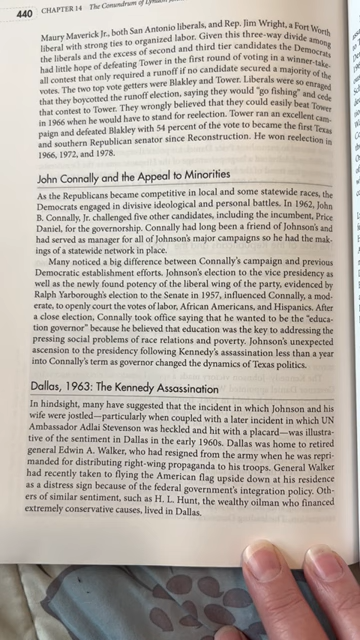 440 CHAPTER 14 The Conundrum of
Maury Maverick Jr., both San Antonio liberals, and Rep. Jim Wright, a Fort Worth
liberal with strong ties to organized labor. Given this three-way divide among
the liberals and the excess of second and third tier candidates the Democrats
had little hope of defeating Tower in the first round of voting in a winner-take-
all contest that only required a runoff if no candidate secured a majority of the
votes. The two top vote getters were Blakley and Tower. Liberals were so enraged
that they boycotted the runoff election, saying they would "go fishing" and cede
that contest to Tower. They wrongly believed that they could easily beat Tower
in 1966 when he would have to stand for reelection. Tower ran an excellent cam-
paign and defeated Blakley with 54 percent of the vote to became the first Texas
and southern Republican senator since Reconstruction. He won reelection in
1966, 1972, and 1978.
John Connally and the Appeal to Minorities
As the Republicans became competitive in local and some statewide races, the
Democrats engaged in divisive ideological and personal battles. In 1962, John
B. Connally, Jr. challenged five other candidates, including the incumbent, Price
Daniel, for the governorship. Connally had long been a friend of Johnson's and
had served as manager for all of Johnson's major campaigns so he had the mak-
ings of a statewide network in place.
Many noticed a big difference between Connally's campaign and previous
Democratic establishment efforts. Johnson's election to the vice presidency as
well as the newly found potency of the liberal wing of the party, evidenced by
Ralph Yarborough's election to the Senate in 1957, influenced Connally, a mod-
erate, to openly court the votes of labor, African Americans, and Hispanics. After
a close election, Connally took office saying that he wanted to be the "educa-
tion governor" because he believed that education was the key to addressing the
pressing social problems of race relations and poverty. Johnson's unexpected
ascension to the presidency following Kennedy's assassination less than a year
into Connally's term as governor changed the dynamics of Texas politics.
Dallas, 1963: The Kennedy Assassination
In hindsight, many have suggested that the incident in which Johnson and his
wife were jostled—particularly when coupled with a later incident in which UN
Ambassador Adlai Stevenson was heckled and hit with a placard—was illustra-
tive of the sentiment in Dallas in the early 1960s. Dallas was home to retired
general Edwin A. Walker, who had resigned from the army when he was repri-
manded for distributing right-wing propaganda to his troops. General Walker
had recently taken to flying the American flag upside down at his residence
as a distress sign because of the federal government's integration policy. Oth-
ers of similar sentiment, such as H. L. Hunt, the wealthy oilman who financed
extremely conservative causes, lived in Dallas.